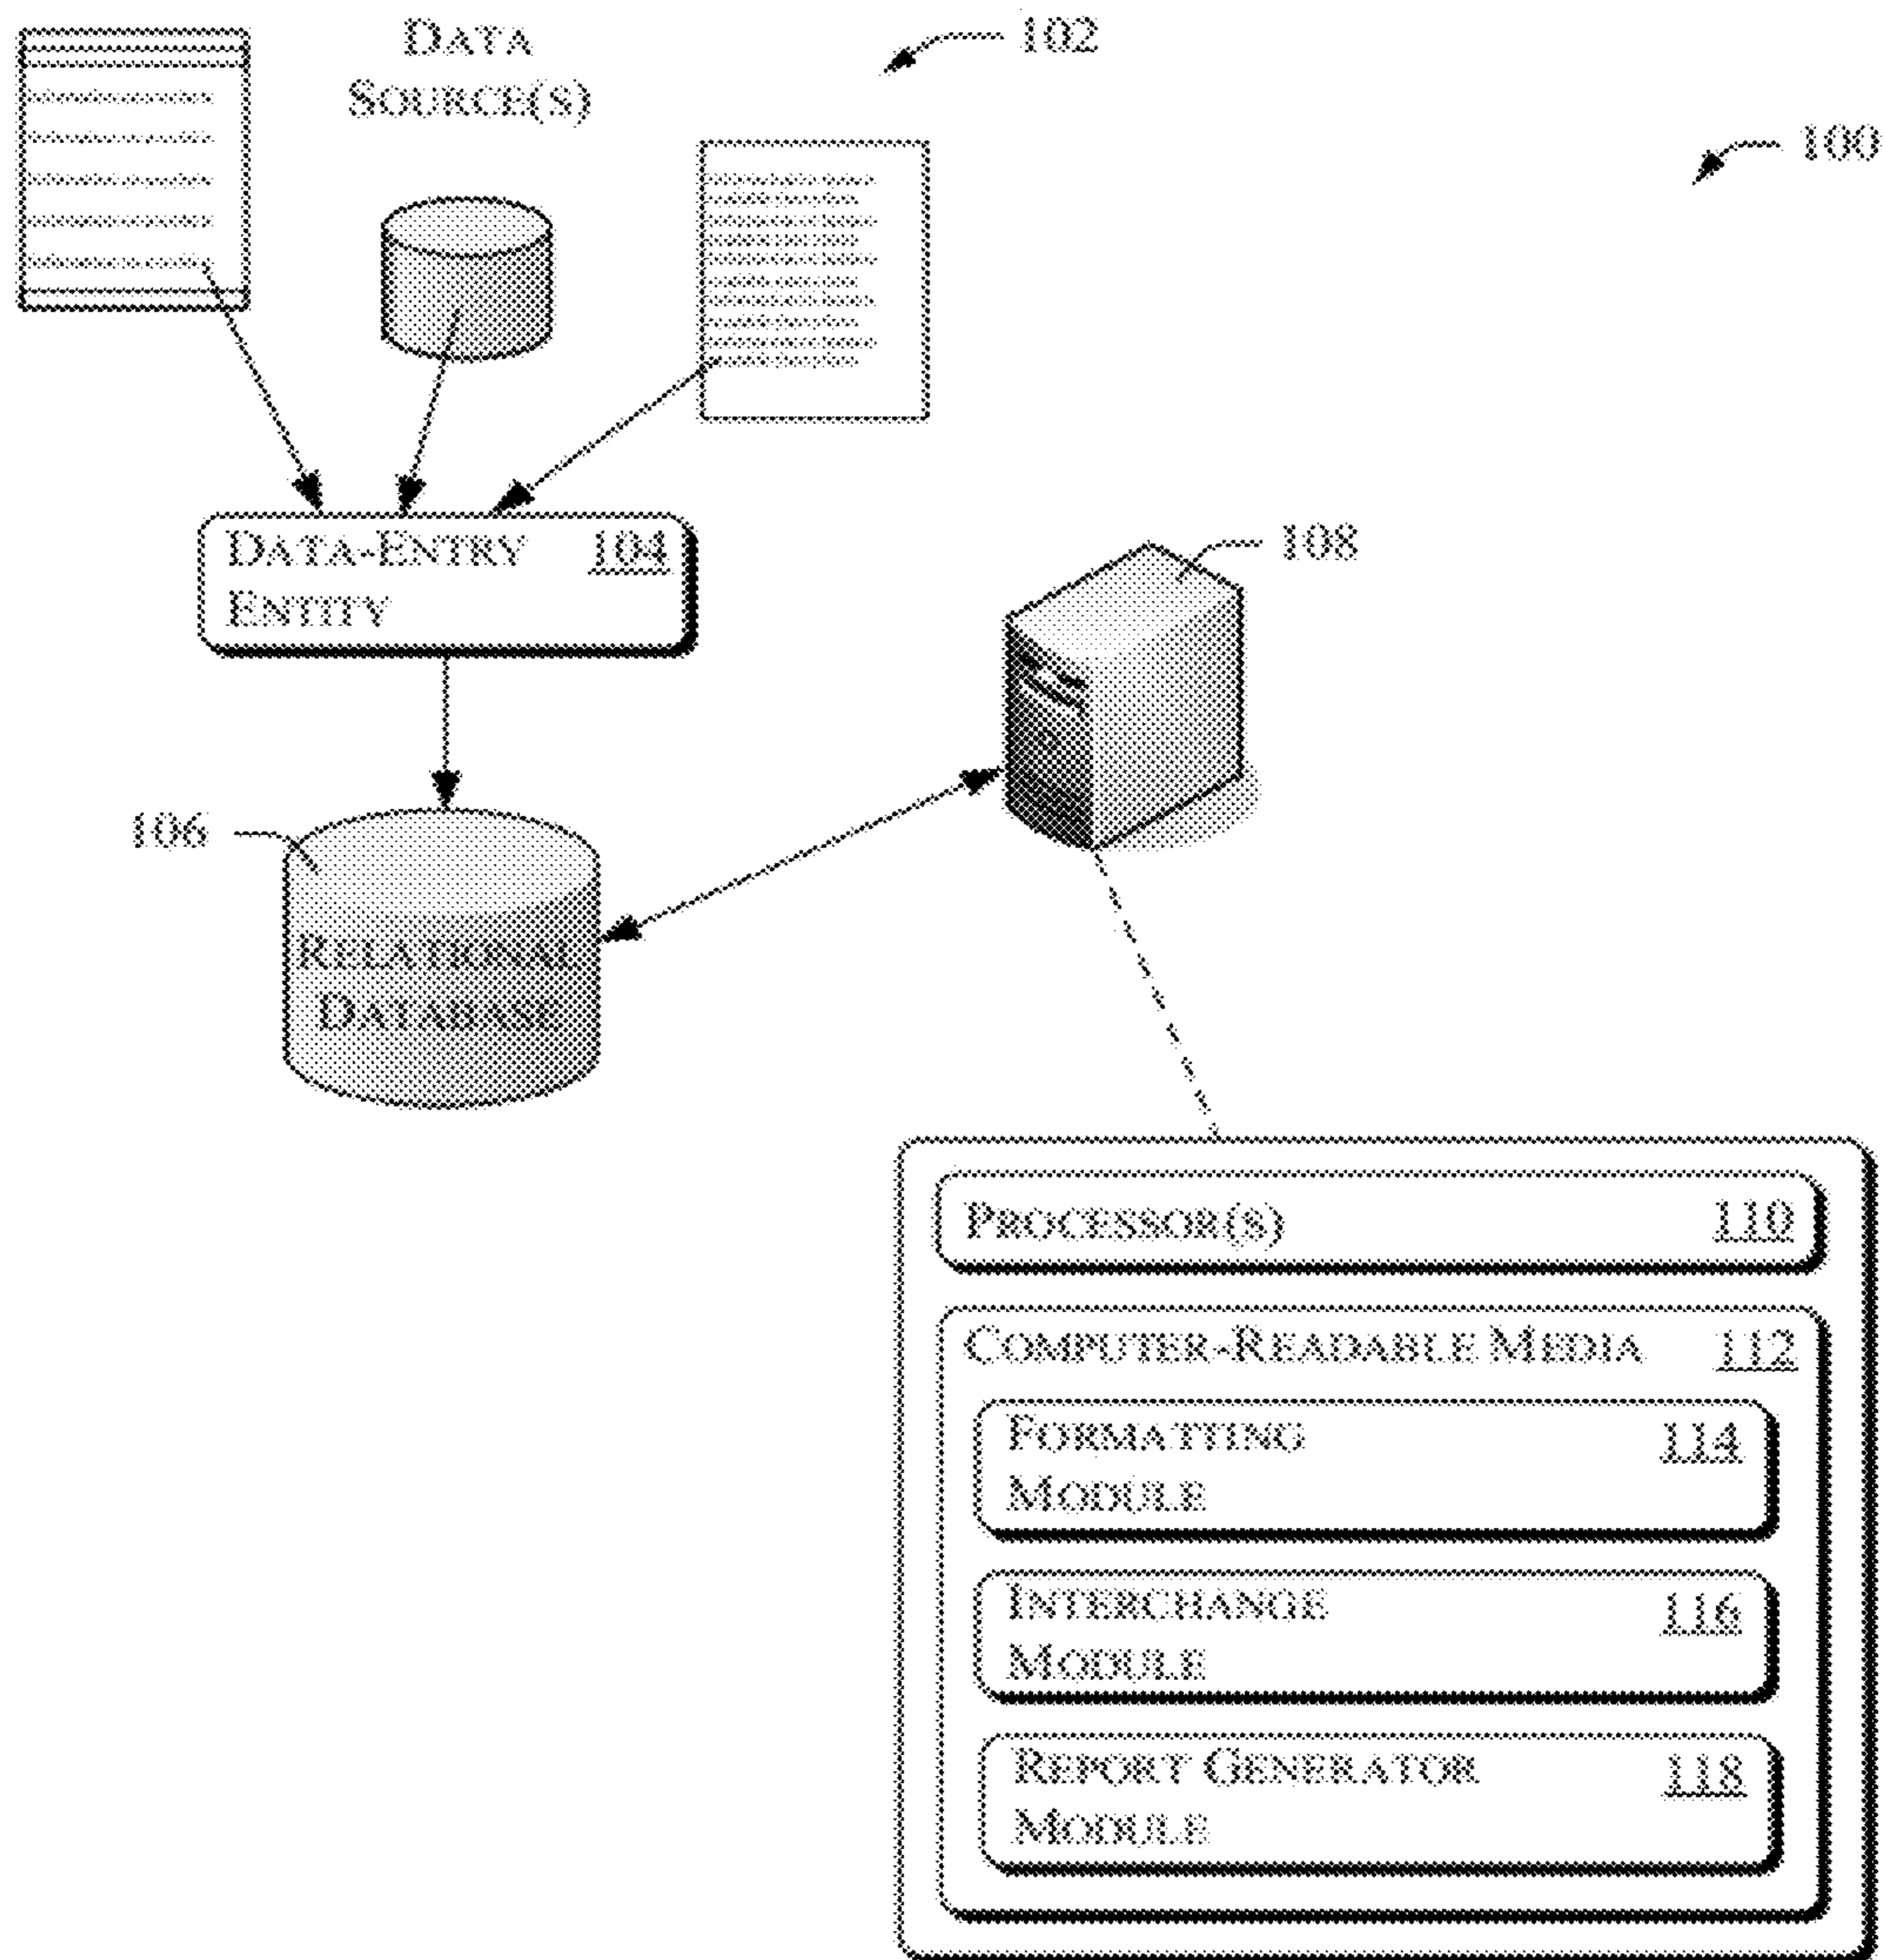 DATA
SOURCE(S)
102
100
DATA-ENTRY 104
ENTITY
108
106
RELATIONAL
DATABASE
PROCESSOR(S) 110
COMPUTER-READABLE MEDIA 112
FORMATTING 114
MODULE
INTERCHANGE 116
MODULE
REPORT GENERATOR 118
MODULE